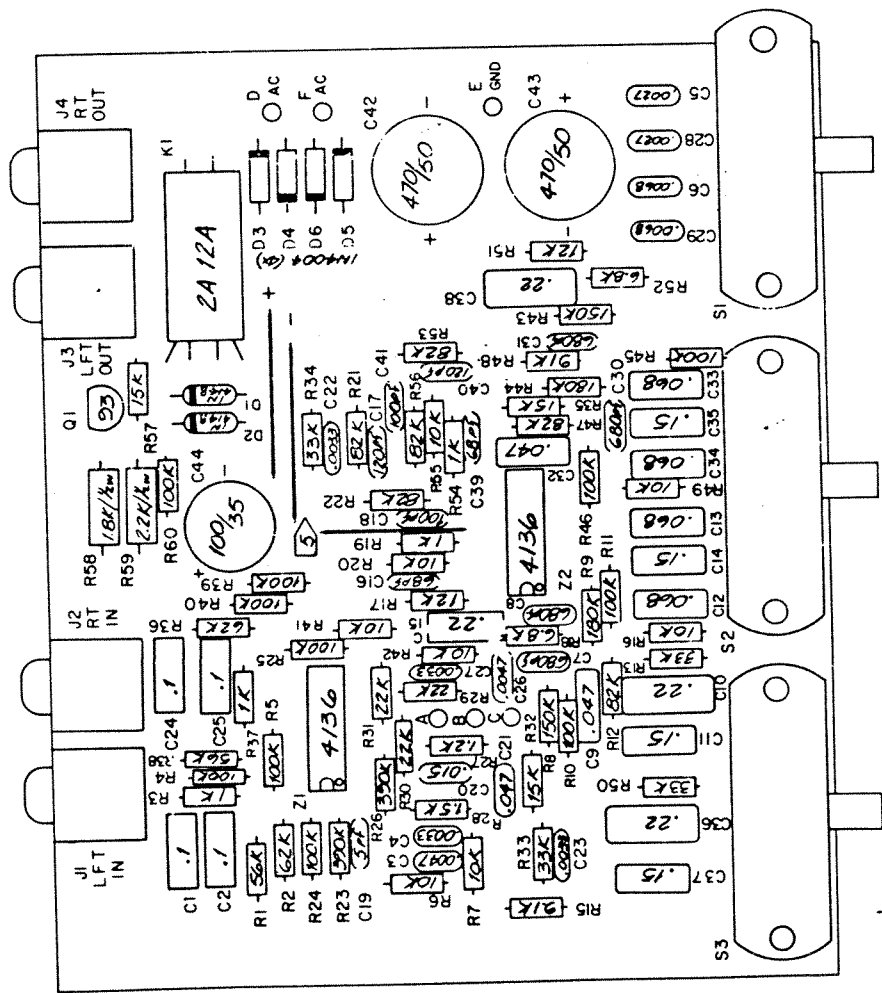 J4
RT
OUT
J3
LFT
OUT
J2
RT
IN
J1
LFT
IN
K1
2A 12A
D
AC
F
AC
E
GND
C42
470/50
-
+
C43
470/50
+
-
.0027
C5
.0027
C28
.0068
C6
.0068
C29
S1
D3
D4
D6
D5
1N4004 (4x)
+
-
R51
12K
C38
.22
6.8K
R52
R43
150K
C31
680pf
R48
91K
R45
100K
R53
82K
120pf
C40
R44
180K
C30
680pf
.068
C33
15K
R35
82K
R47
.15
C35
Q1
93
15K
R57
D1
D2
R34
33K
C22
.0033
R21
82K
C17
120pf
C41
100pf
R56
82K
R55
10K
R54
1K
C39
68pf
.047
C32
.068
C34
R58
1.8K/½W
R59
2.2K/½W
R60
100K
C44
100/35
-
+
R22
82K
C18
100pf
R46
100K
10K
R49
5
R19
1K
R20
10K
C16
68pf
4136
Z2
.068
C13
.15
C14
R39
100K
R40
100K
R17
12K
C8
680pf
R9
180K
R11
100K
.068
C12
R36
62K
R41
10K
C15
.22
6.8K
R16
10K
S2
R25
100K
R42
10K
C7
680pf
R13
33K
C24
.1
C25
.1
1K
R37
R5
100K
4136
Z1
R31
22K
C27
.0033
R29
22K
.0047
C26
A
B
C
R32
150K
R8
100K
R10
.047
C9
82K
R12
.22
C10
R38
56K
R4
100K
R3
1K
22K
R30
390K
R26
1.2K
R27
.015
C20
C21
.047
15K
.15
C11
R50
33K
1.5K
R28
C1
.1
C2
.1
R1
56K
R2
62K
R24
100K
R23
390K
C19
5pf
C4
.0033
C3
.0047
10K
R6
R7
10K
R33
33K
C23
.22
C36
.15
C37
9.1K
R15
S3